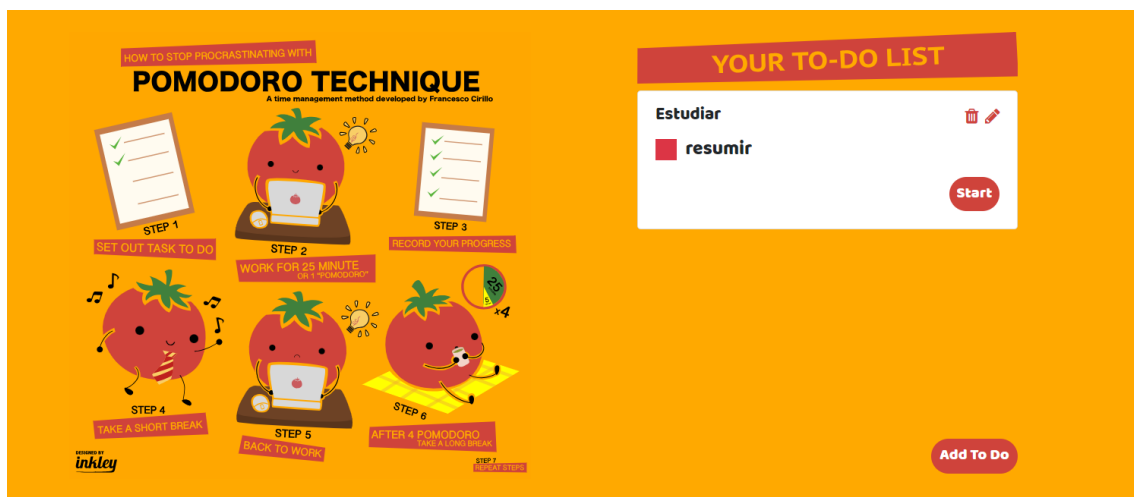 HOW TO STOP PROCRASTINATING WITH
POMODORO TECHNIQUE
A time management method developed by Francesco Cirillo
STEP 1
SET OUT TASK TO DO
STEP 2
WORK FOR 25 MINUTE
OR 1 "POMODORO"
STEP 3
RECORD YOUR PROGRESS
STEP 4
TAKE A SHORT BREAK
STEP 5
BACK TO WORK
25
5
x4
STEP 6
AFTER 4 POMODORO
TAKE A LONG BREAK
STEP 7
REPEAT STEPS
DESIGNED BY
inkley
YOUR TO-DO LIST
Estudiar
resumir
Start
Add To Do